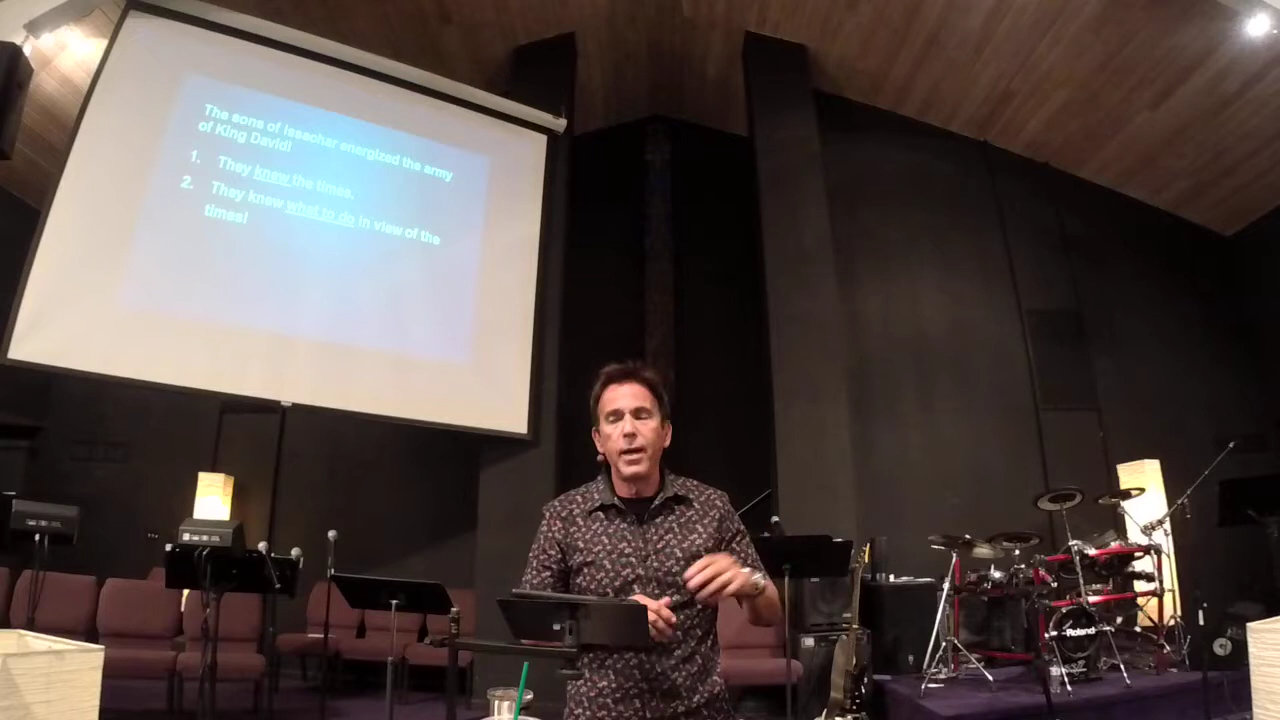 The sons of Issachar energized the army
of King David!
1. They knew the times.
2. They knew what to do in view of the
times!
Roland